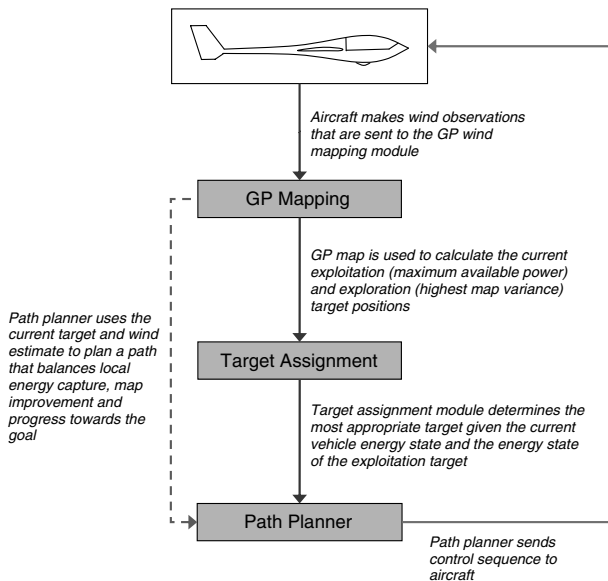 Aircraft makes wind observations
that are sent to the GP wind
mapping module
GP Mapping
GP map is used to calculate the current
exploitation (maximum available power)
and exploration (highest map variance)
target positions
Path planner uses the
current target and wind
estimate to plan a path
that balances local
energy capture, map
improvement and
progress towards the
goal
Target Assignment
Target assignment module determines the
most appropriate target given the current
vehicle energy state and the energy state
of the exploitation target
Path Planner
Path planner sends
control sequence to
aircraft